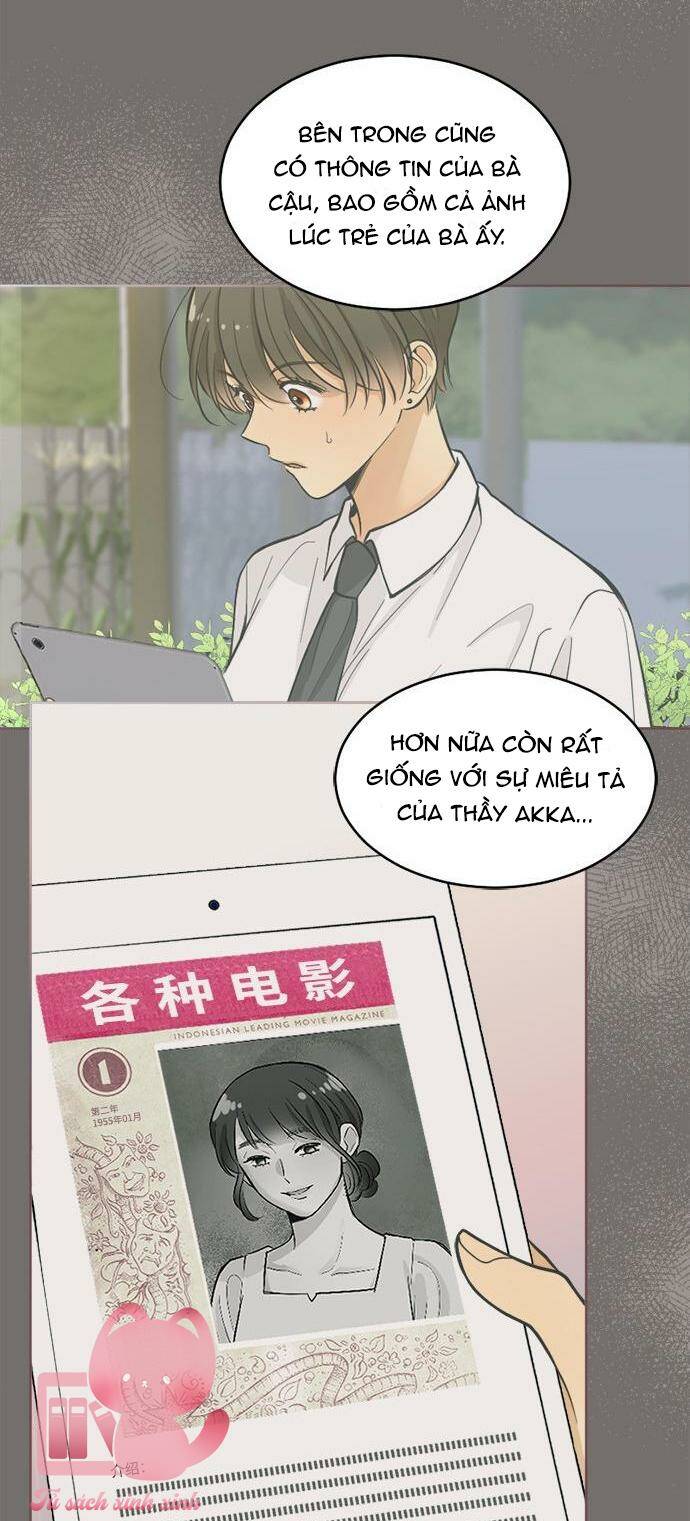 BÊN TRONG CŨNG
CÓ THÔNG TIN CỦA BÀ
CẬU, BAO GỒM CẢ ẢNH
LÚC TRẺ CỦA BÀ ẤY.
HƠN NỮA CÒN RẤT
GIỐNG VỚI SỰ MIÊU TẢ
CỦA THẦY AKKA...
各种电影
INDONESIAN LEADING MOVIE MAGAZINE
1
第二年
1955年01月
介绍:
Tủ sách xinh xinh